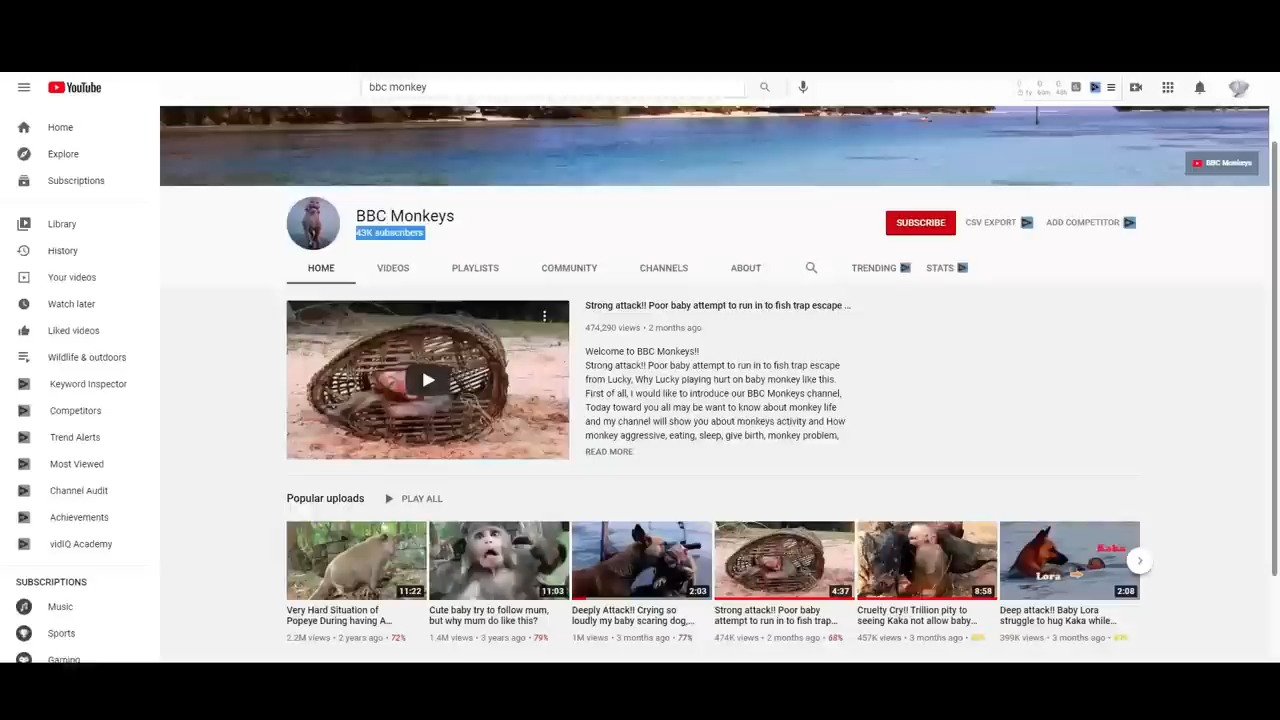 YouTube
bbc monkey
Home
Explore
Subscriptions
Library
History
Your videos
Watch later
Liked videos
Wildlife & outdoors
Keyword Inspector
Competitors
Trend Alerts
Most Viewed
Channel Audit
Achievements
vidIQ Academy
SUBSCRIPTIONS
Music
Sports
Gaming
BBC Monkeys
BBC Monkeys
43K subscribers
SUBSCRIBE
CSV EXPORT
ADD COMPETITOR
HOME VIDEOS PLAYLISTS COMMUNITY CHANNELS ABOUT TRENDING STATS
Strong attack!! Poor baby attempt to run in to fish trap escape ...
474,290 views • 2 months ago
Welcome to BBC Monkeys!!
Strong attack!! Poor baby attempt to run in to fish trap escape
from Lucky, Why Lucky playing hurt on baby monkey like this.
First of all, I would like to introduce our BBC Monkeys channel,
Today toward you all may be want to know about monkey life
and my channel will show you about monkeys activity and How
monkey aggressive, eating, sleep, give birth, monkey problem,
READ MORE
Popular uploads PLAY ALL
11:22
Very Hard Situation of
Popeye During having A...
2.2M views • 2 years ago • 72%
11:03
Cute baby try to follow mum,
but why mum do like this?
1.4M views • 3 years ago • 79%
2:03
Deeply Attack!! Crying so
loudly my baby scaring dog,...
1M views • 3 months ago • 77%
4:37
Strong attack!! Poor baby
attempt to run in to fish trap...
474K views • 2 months ago • 68%
8:58
Cruelty Cry!! Trillion pity to
seeing Kaka not allow baby...
457K views • 3 months ago
Kaka
Lora
2:08
Deep attack!! Baby Lora
struggle to hug Kaka while...
399K views • 3 months ago